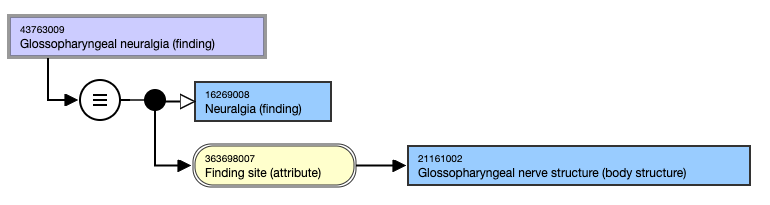 43763009
Glossopharyngeal neuralgia (finding)
16269008
Neuralgia (finding)
363698007
Finding site (attribute)
21161002
Glossopharyngeal nerve structure (body structure)